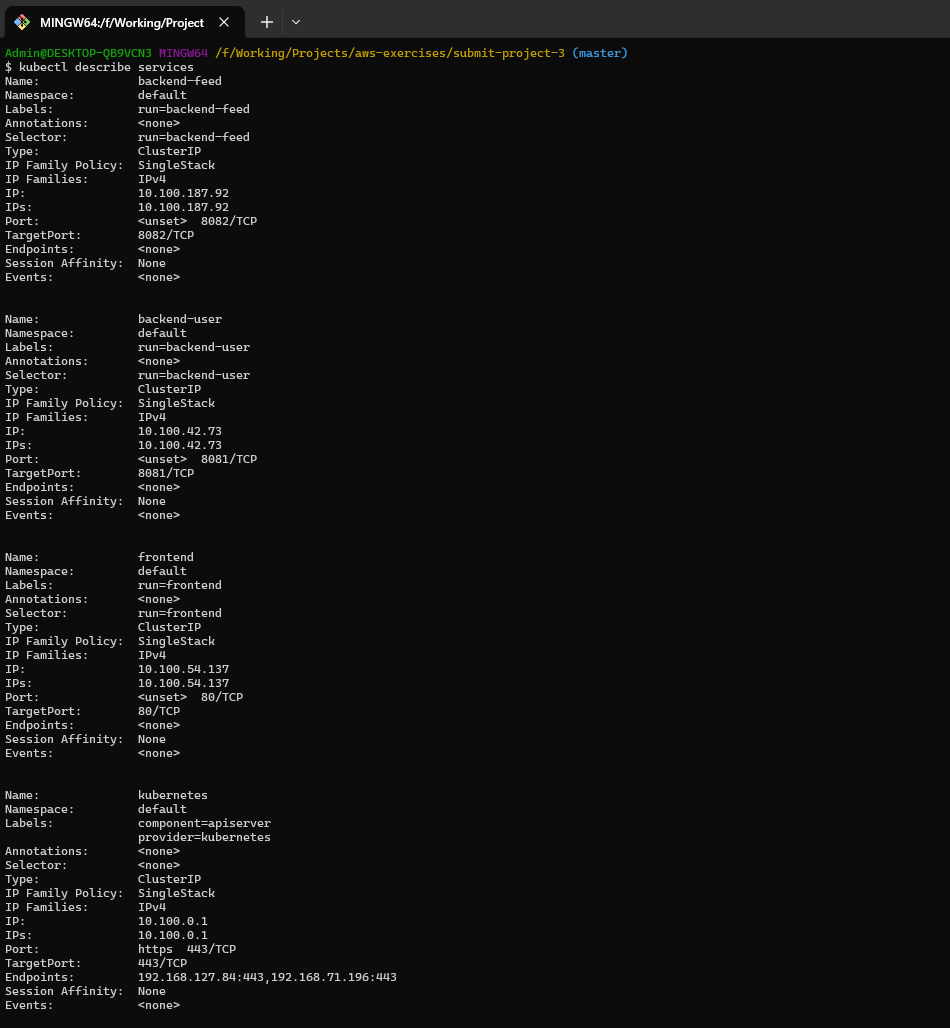 MINGW64:/f/Working/Project
Admin@DESKTOP-QB9VCN3 MINGW64 /f/Working/Projects/aws-exercises/submit-project-3 (master)
$ kubectl describe services
Name:              backend-feed
Namespace:         default
Labels:            run=backend-feed
Annotations:       <none>
Selector:          run=backend-feed
Type:              ClusterIP
IP Family Policy:  SingleStack
IP Families:       IPv4
IP:                10.100.187.92
IPs:               10.100.187.92
Port:              <unset>  8082/TCP
TargetPort:        8082/TCP
Endpoints:         <none>
Session Affinity:  None
Events:            <none>

Name:              backend-user
Namespace:         default
Labels:            run=backend-user
Annotations:       <none>
Selector:          run=backend-user
Type:              ClusterIP
IP Family Policy:  SingleStack
IP Families:       IPv4
IP:                10.100.42.73
IPs:               10.100.42.73
Port:              <unset>  8081/TCP
TargetPort:        8081/TCP
Endpoints:         <none>
Session Affinity:  None
Events:            <none>

Name:              frontend
Namespace:         default
Labels:            run=frontend
Annotations:       <none>
Selector:          run=frontend
Type:              ClusterIP
IP Family Policy:  SingleStack
IP Families:       IPv4
IP:                10.100.54.137
IPs:               10.100.54.137
Port:              <unset>  80/TCP
TargetPort:        80/TCP
Endpoints:         <none>
Session Affinity:  None
Events:            <none>

Name:              kubernetes
Namespace:         default
Labels:            component=apiserver
                   provider=kubernetes
Annotations:       <none>
Selector:          <none>
Type:              ClusterIP
IP Family Policy:  SingleStack
IP Families:       IPv4
IP:                10.100.0.1
IPs:               10.100.0.1
Port:              https  443/TCP
TargetPort:        443/TCP
Endpoints:         192.168.127.84:443,192.168.71.196:443
Session Affinity:  None
Events:            <none>